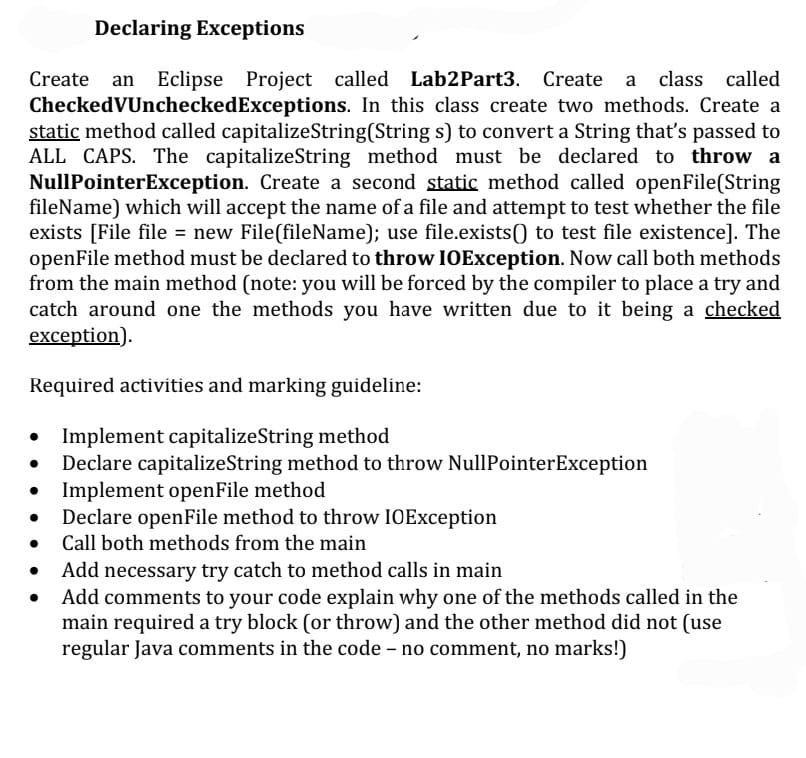 Declaring Exceptions
Create an Eclipse Project called Lab2Part3. Create a class called
CheckedVUncheckedExceptions. In this class create two methods. Create a
static method called capitalizeString(String s) to convert a String that's passed to
ALL CAPS. The capitalizeString method must be declared to throw a
NullPointerException. Create a second static method called openFile(String
fileName) which will accept the name of a file and attempt to test whether the file
exists [File file = new File(fileName); use file.exists() to test file existence]. The
openFile method must be declared to throw IOException. Now call both methods
from the main method (note: you will be forced by the compiler to place a try and
catch around one the methods you have written due to it being a checked
exception).
Required activities and marking guideline:
• Implement capitalizeString method
• Declare capitalizeString method to throw NullPointerException
• Implement openFile method
• Declare openFile method to throw IOException
• Call both methods from the main
• Add necessary try catch to method calls in main
• Add comments to your code explain why one of the methods called in the
main required a try block (or throw) and the other method did not (use
regular Java comments in the code – no comment, no marks!)